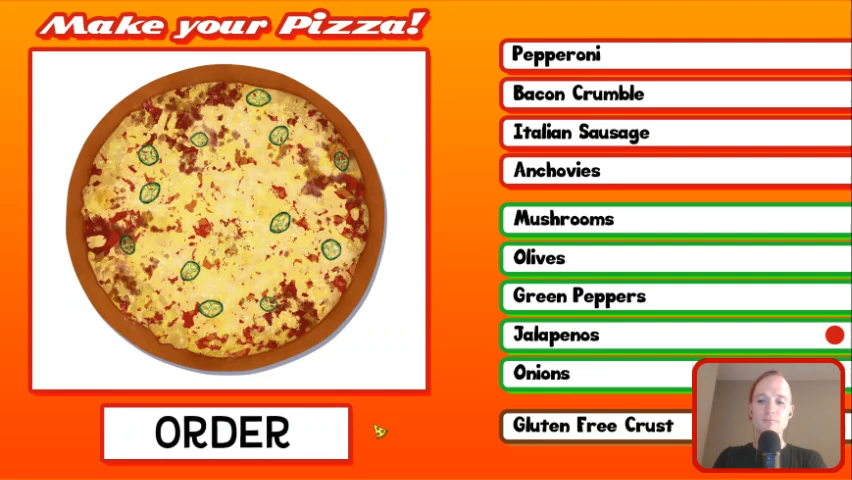 Make your Pizza!
Pepperoni
Bacon Crumble
Italian Sausage
Anchovies
Mushrooms
Olives
Green Peppers
Jalapenos
Onions
Gluten Free Crust
ORDER